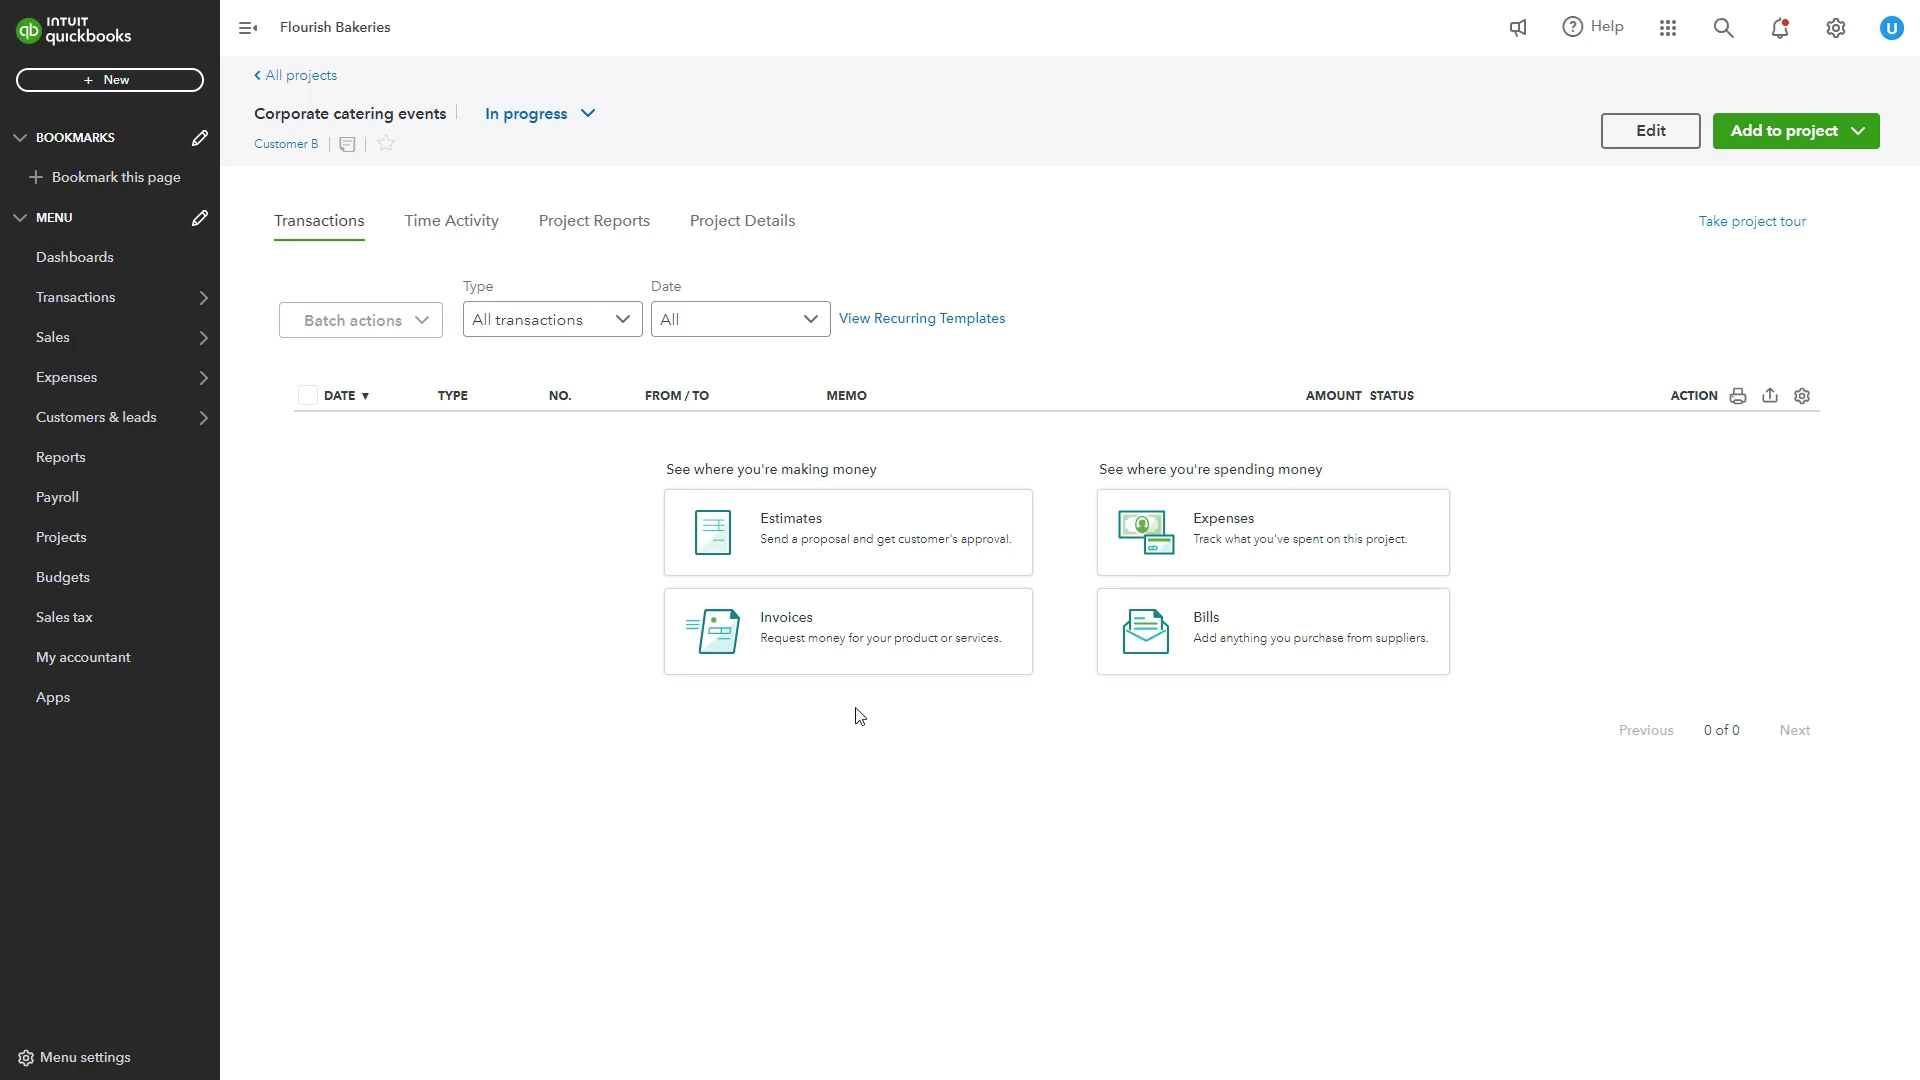 INTUIT
quickbooks
qb
Flourish Bakeries
Help
U
+ New
All projects
Corporate catering events
In progress
Customer B
Edit
Add to project
BOOKMARKS
Bookmark this page
MENU
Dashboards
Transactions
Sales
Expenses
Customers & leads
Reports
Payroll
Projects
Budgets
Sales tax
My accountant
Apps
Menu settings
Transactions
Time Activity
Project Reports
Project Details
Take project tour
Type
Date
Batch actions
All transactions
All
View Recurring Templates
DATE ▼ TYPE NO. FROM / TO MEMO AMOUNT STATUS ACTION
See where you're making money
Estimates
Send a proposal and get customer's approval.
Invoices
Request money for your product or services.
See where you're spending money
Expenses
Track what you've spent on this project.
Bills
Add anything you purchase from suppliers.
Previous 0 of 0 Next